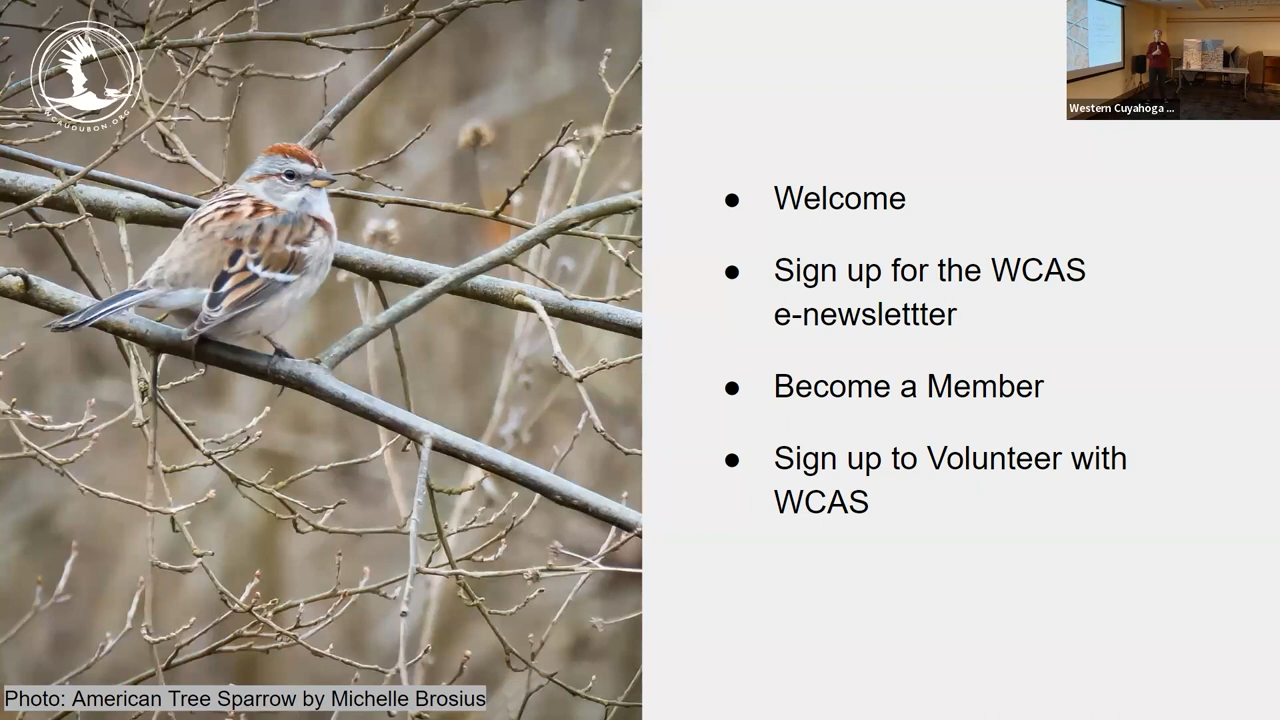 WCAUDUBON.ORG
Western Cuyahoga ...
● Welcome
● Sign up for the WCAS
e-newslettter
● Become a Member
● Sign up to Volunteer with
WCAS
Photo: American Tree Sparrow by Michelle Brosius